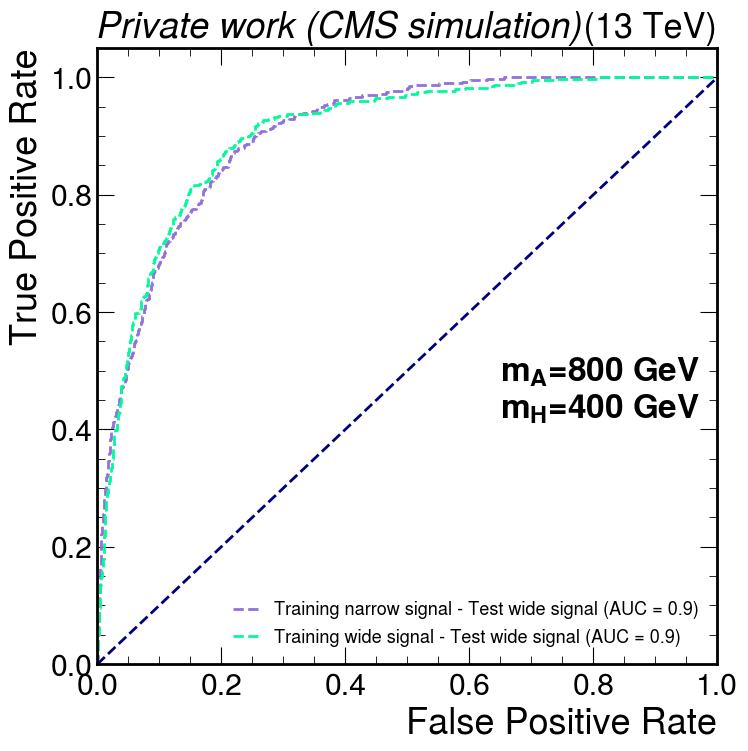 Private work (CMS simulation)(13 TeV)
True Positive Rate
1.0
0.8
0.6
0.4
0.2
0.0
m_A=800 GeV
m_H=400 GeV
Training narrow signal - Test wide signal (AUC = 0.9)
Training wide signal - Test wide signal (AUC = 0.9)
0.0 0.2 0.4 0.6 0.8 1.0
False Positive Rate